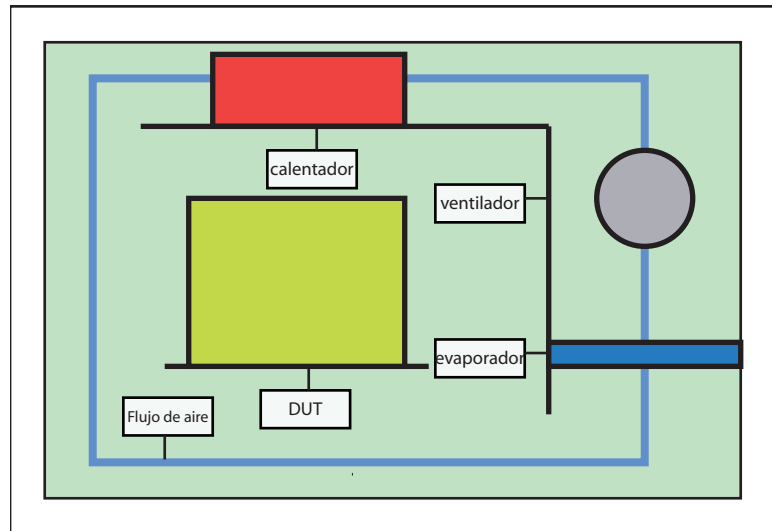 calentador
ventilador
evaporador
DUT
Flujo de aire